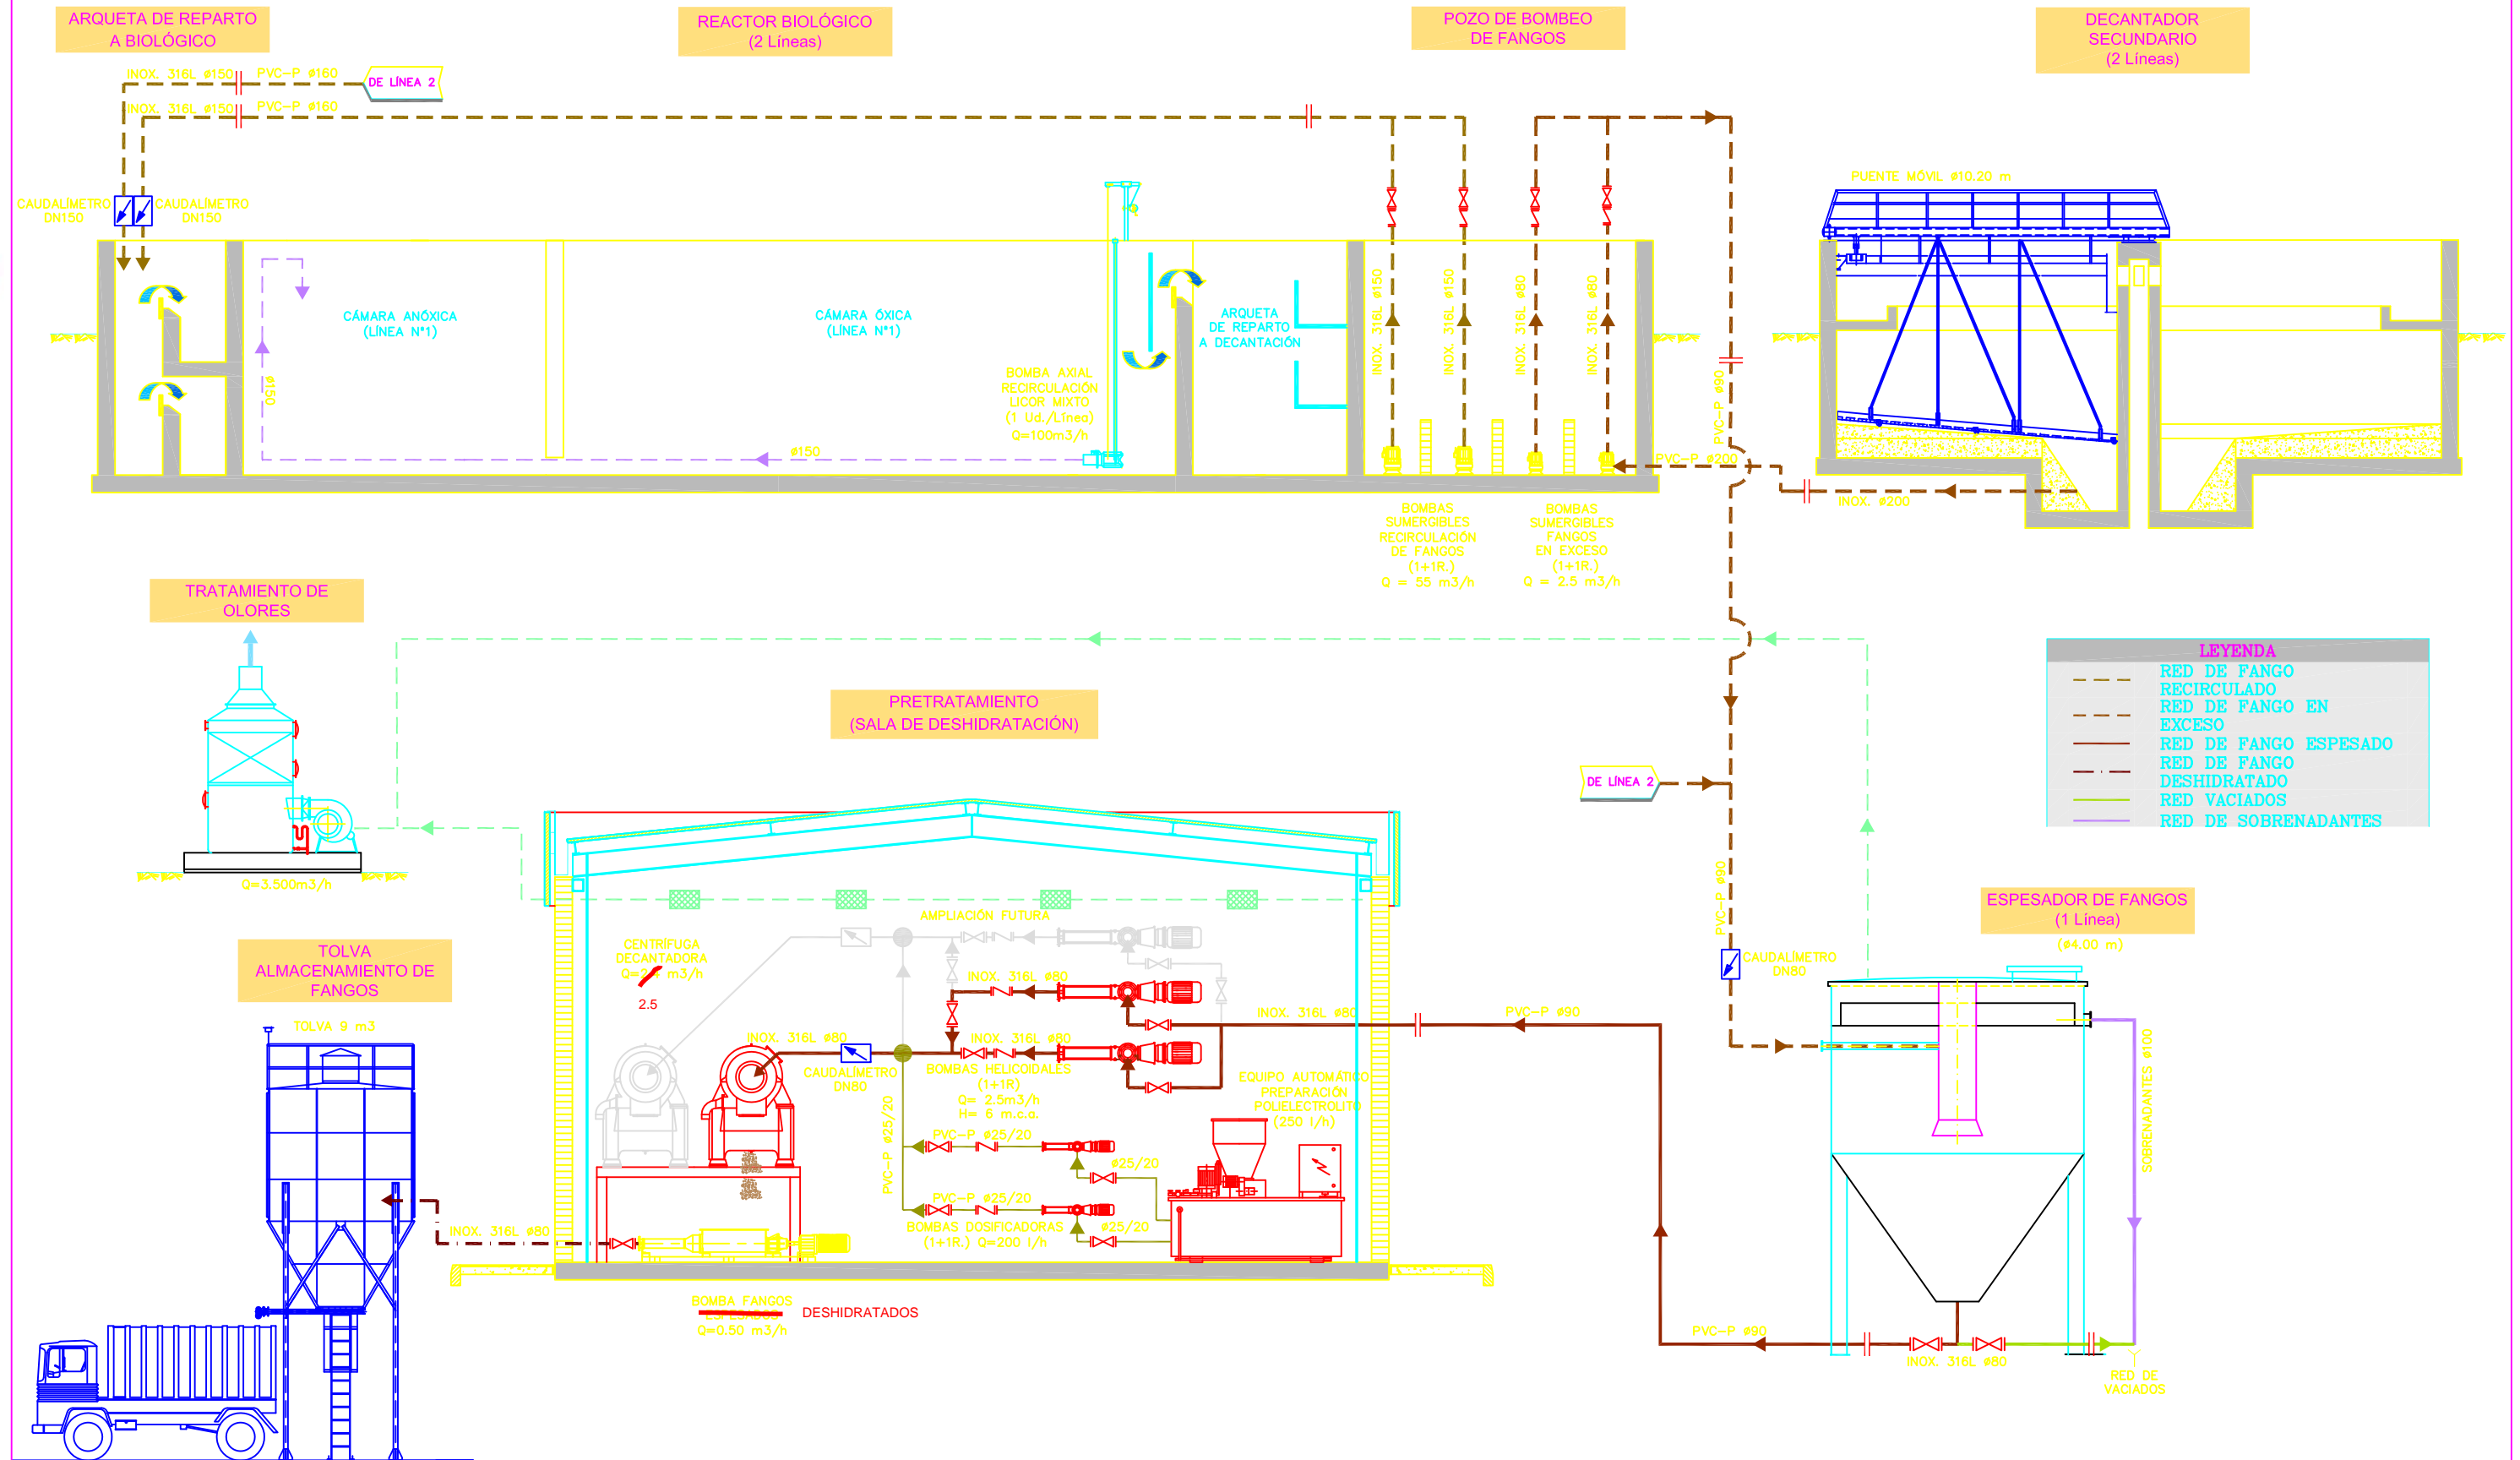 ARQUETA DE REPARTO
A BIOLÓGICO
REACTOR BIOLÓGICO
(2 Líneas)
POZO DE BOMBEO
DE FANGOS
DECANTADOR
SECUNDARIO
(2 Líneas)
INOX. 316L ø150
PVC-P ø160
DE LÍNEA 2
INOX. 316L ø150
PVC-P ø160
CAUDALÍMETRO
DN150
CAUDALÍMETRO
DN150
PUENTE MÓVIL ø10.20 m
CÁMARA ANÓXICA
(LÍNEA Nº1)
CÁMARA ÓXICA
(LÍNEA Nº1)
ARQUETA
DE REPARTO
A DECANTACIÓN
INOX. 316L ø150
INOX. 316L ø150
INOX. 316L ø80
INOX. 316L ø80
PVC-P ø90
ø150
BOMBA AXIAL
RECIRCULACIÓN
LICOR MIXTO
(1 Ud./Línea)
Q=100m3/h
ø150
PVC-P ø200
INOX. ø200
BOMBAS
SUMERGIBLES
RECIRCULACIÓN
DE FANGOS
(1+1R.)
Q = 55 m3/h
BOMBAS
SUMERGIBLES
FANGOS
EN EXCESO
(1+1R.)
Q = 2.5 m3/h
TRATAMIENTO DE
OLORES
Q=3.500m3/h
PRETRATAMIENTO
(SALA DE DESHIDRATACIÓN)
LEYENDA
RED DE FANGO
RECIRCULADO
RED DE FANGO EN
EXCESO
RED DE FANGO ESPESADO
RED DE FANGO
DESHIDRATADO
RED VACIADOS
RED DE SOBRENADANTES
DE LÍNEA 2
PVC-P ø90
CAUDALÍMETRO
DN80
ESPESADOR DE FANGOS
(1 Línea)
(ø4.00 m)
SOBRENADANTES ø100
TOLVA
ALMACENAMIENTO DE
FANGOS
TOLVA 9 m3
AMPLIACIÓN FUTURA
CENTRÍFUGA
DECANTADORA
Q=2 m3/h
2.5
INOX. 316L ø80
INOX. 316L ø80
PVC-P ø90
INOX. 316L ø80
INOX. 316L ø80
CAUDALÍMETRO
DN80
BOMBAS HELICOIDALES
(1+1R)
Q= 2.5m3/h
H= 6 m.c.a.
EQUIPO AUTOMÁTICO
PREPARACIÓN
POLIELECTROLITO
(250 l/h)
PVC-P ø25/20
PVC-P ø25/20
ø25/20
PVC-P ø25/20
BOMBAS DOSIFICADORAS
(1+1R.) Q=200 l/h
ø25/20
INOX. 316L ø80
BOMBA FANGOS
ESPESADOS
DESHIDRATADOS
Q=0.50 m3/h
PVC-P ø90
INOX. 316L ø80
RED DE
VACIADOS